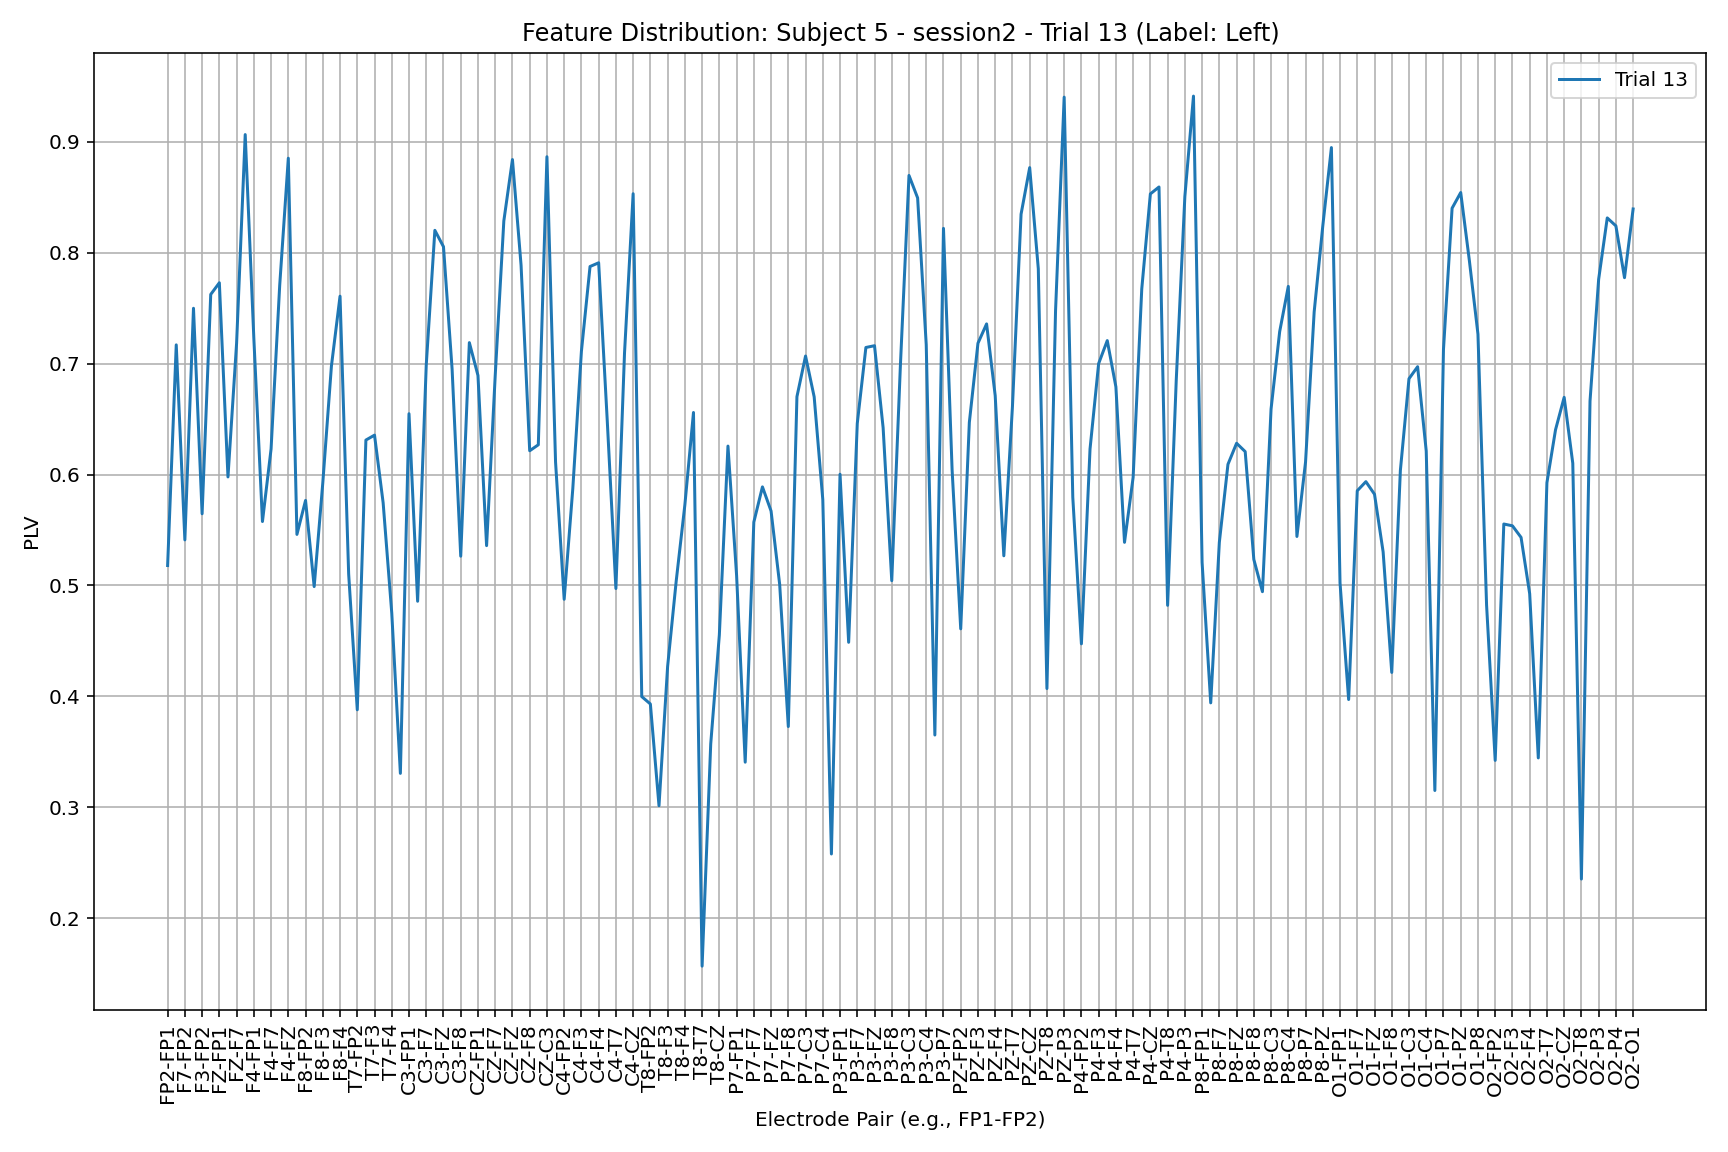 Feature Distribution: Subject 5 - session2 - Trial 13 (Label: Left)
Trial 13
PLV
0.9
0.8
0.7
0.6
0.5
0.4
0.3
0.2
FP2-FP1
F7-FP2
F3-FP2
FZ-FP1
FZ-F7
F4-FP1
F4-F7
F4-FZ
F8-FP2
F8-F3
F8-F4
T7-FP2
T7-F3
T7-F4
C3-FP1
C3-F7
C3-FZ
C3-F8
CZ-FP1
CZ-F7
CZ-FZ
CZ-F8
CZ-C3
C4-FP2
C4-F3
C4-F4
C4-T7
C4-CZ
T8-FP2
T8-F3
T8-F4
T8-T7
T8-CZ
P7-FP1
P7-F7
P7-FZ
P7-F8
P7-C3
P7-C4
P3-FP1
P3-F7
P3-FZ
P3-F8
P3-C3
P3-C4
P3-P7
PZ-FP2
PZ-F3
PZ-F4
PZ-T7
PZ-CZ
PZ-T8
PZ-P3
P4-FP2
P4-F3
P4-F4
P4-T7
P4-CZ
P4-T8
P4-P3
P8-FP1
P8-F7
P8-FZ
P8-F8
P8-C3
P8-C4
P8-P7
P8-PZ
O1-FP1
O1-F7
O1-FZ
O1-F8
O1-C3
O1-C4
O1-P7
O1-PZ
O1-P8
O2-FP2
O2-F3
O2-F4
O2-T7
O2-CZ
O2-T8
O2-P3
O2-P4
O2-O1
Electrode Pair (e.g., FP1-FP2)